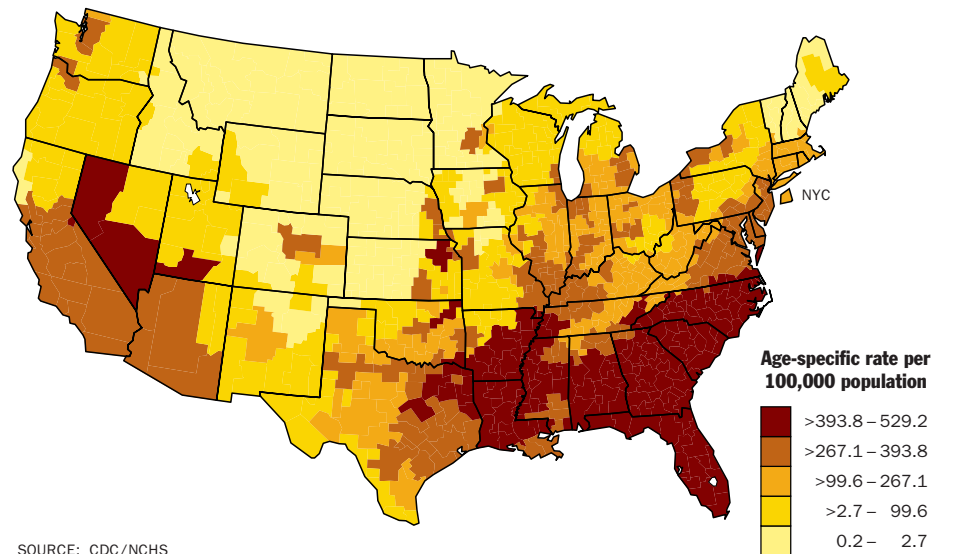 NYC
Age-specific rate per
100,000 population
>393.8 – 529.2
>267.1 – 393.8
>99.6 – 267.1
>2.7 – 99.6
0.2 – 2.7
SOURCE: CDC/NCHS